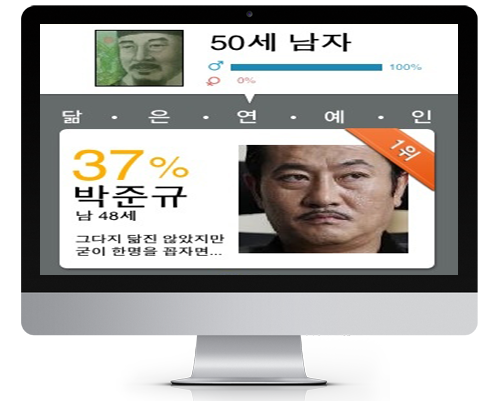 50세 남자
100%
0%
닮 • 은 • 연 • 예 • 인
1위
37%
박준규
남 48세
그다지 닮진 않았지만
굳이 한명을 꼽자면...